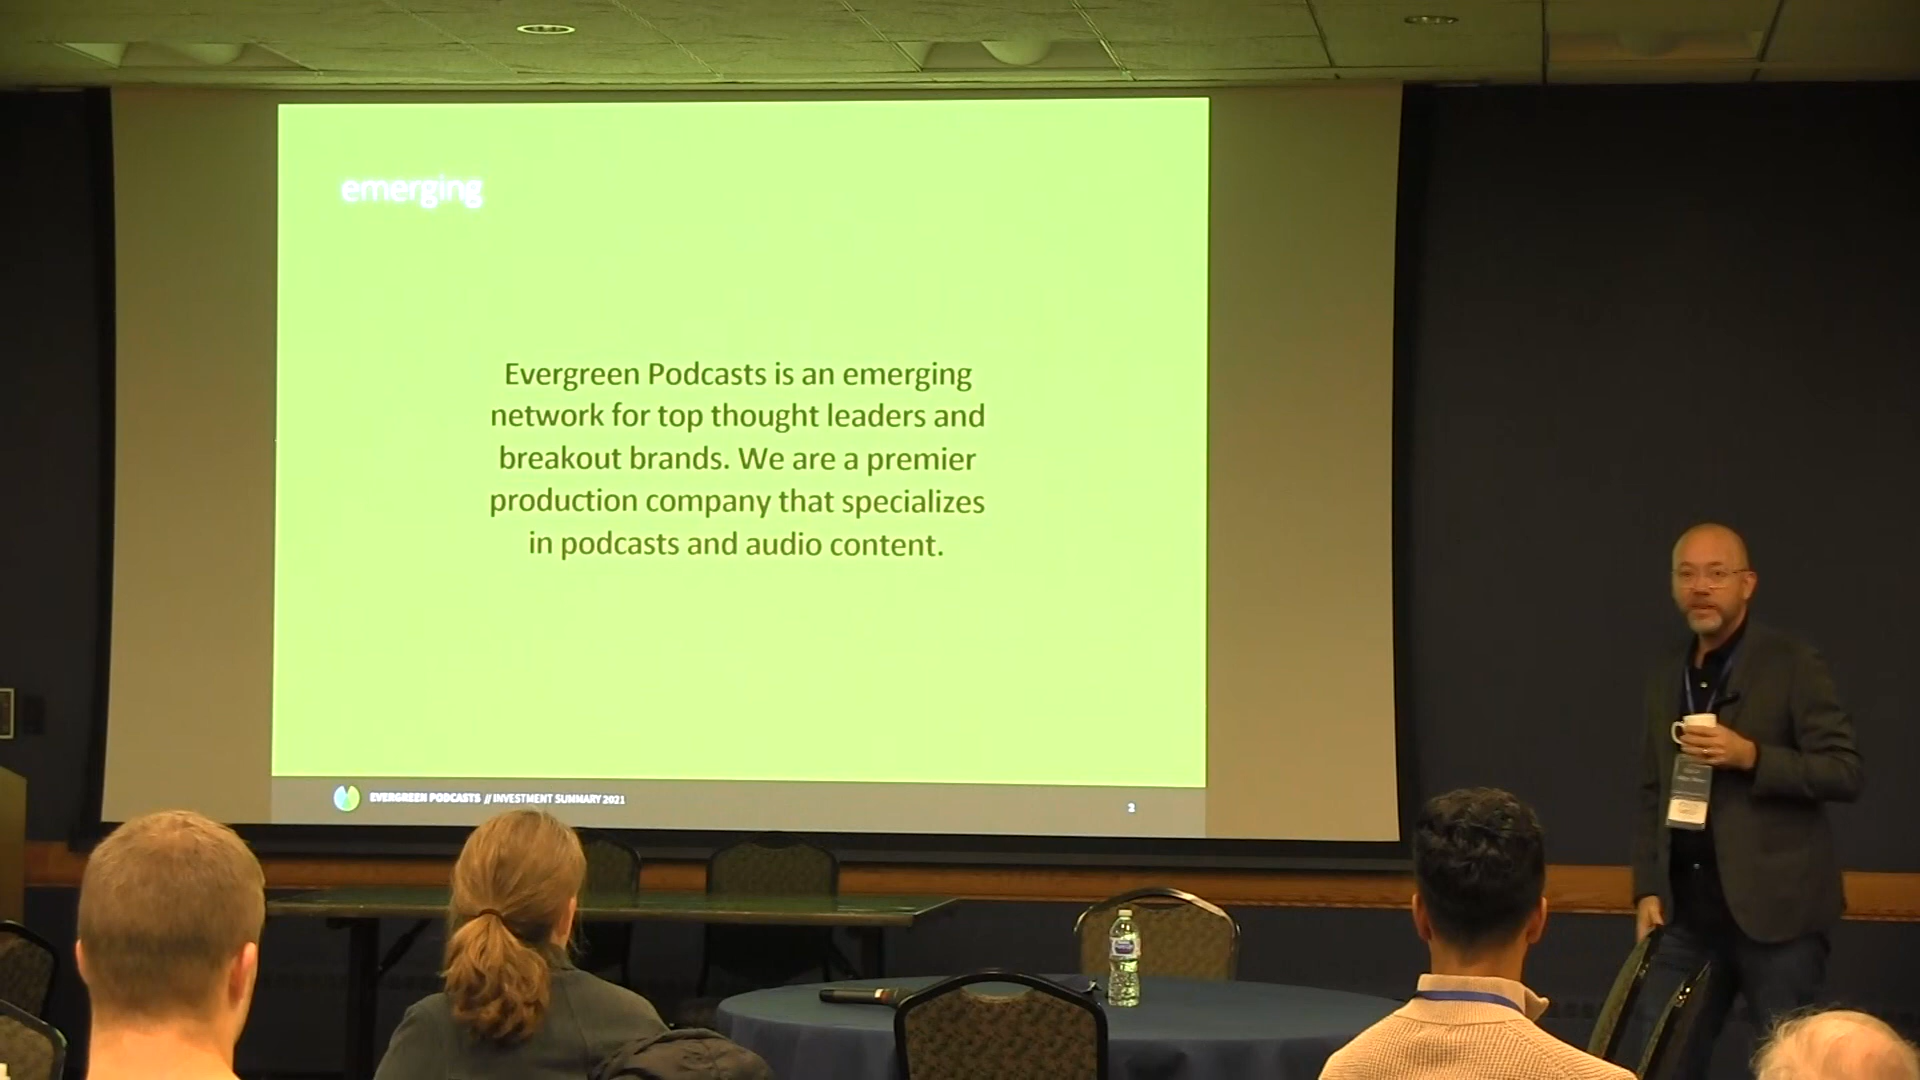 emerging
Evergreen Podcasts is an emerging
network for top thought leaders and
breakout brands. We are a premier
production company that specializes
in podcasts and audio content.
EVERGREEN PODCASTS // INVESTMENT SUMMARY 2021
2